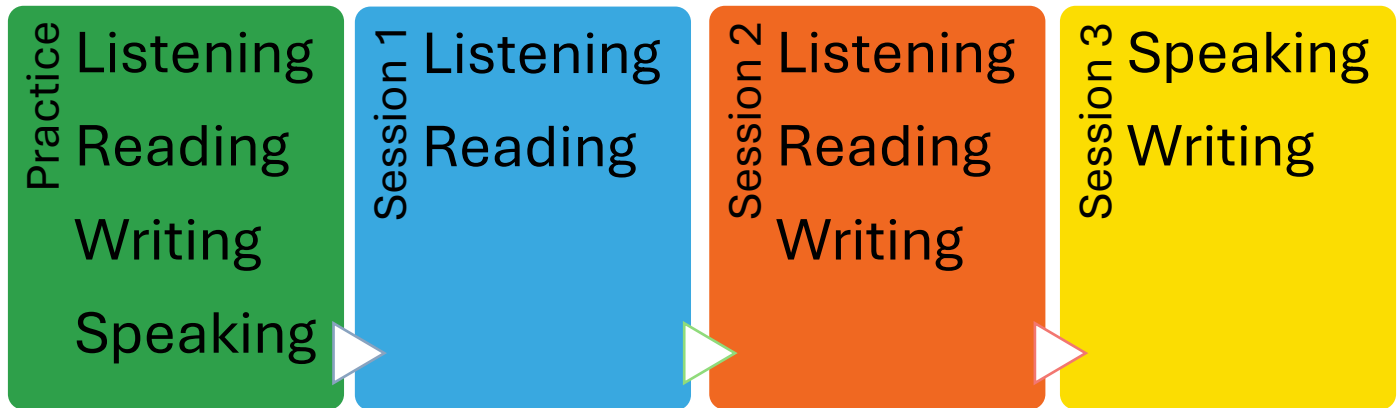 Practice
Listening
Reading
Writing
Speaking
Session 1
Listening
Reading
Session 2
Listening
Reading
Writing
Session 3
Speaking
Writing